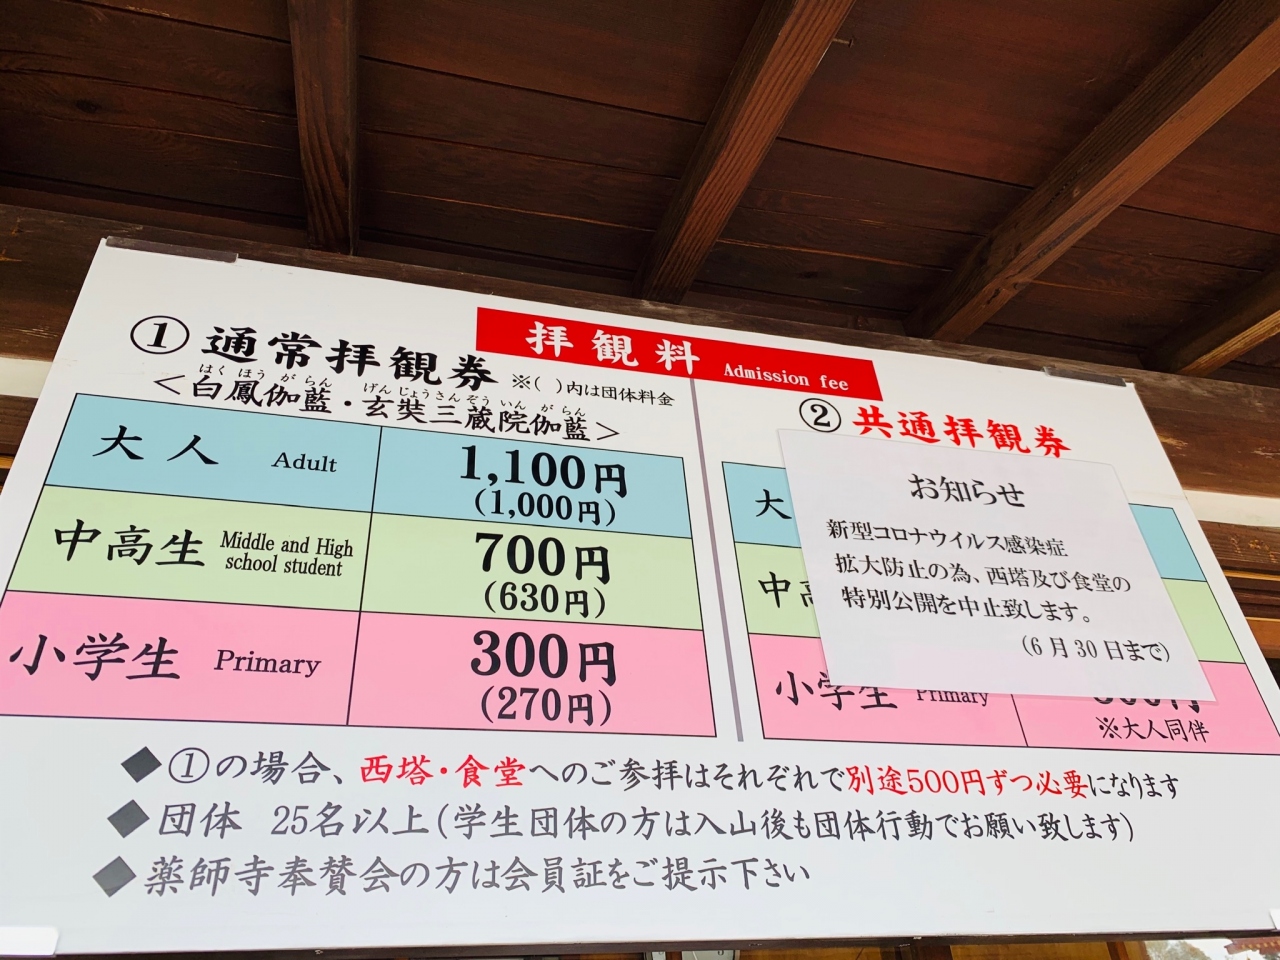 拝観料 Admission fee
① 通常拝観券 ※( )内は団体料金
はくほうがらん げんじょうさんぞういんがらん
<白鳳伽藍・玄奘三蔵院伽藍>
大人 Adult 1,100円
(1,000円)
中高生 Middle and High school student 700円
(630円)
小学生 Primary 300円
(270円)
② 共通拝観券
大
中高
小学生 Primary
※大人同伴
お知らせ
新型コロナウイルス感染症
拡大防止の為、西塔及び食堂の
特別公開を中止致します。
(6月30日まで)
◆①の場合、西塔・食堂へのご参拝はそれぞれで別途500円ずつ必要になります
◆団体 25名以上(学生団体の方は入山後も団体行動でお願い致します)
◆薬師寺奉賛会の方は会員証をご提示下さい